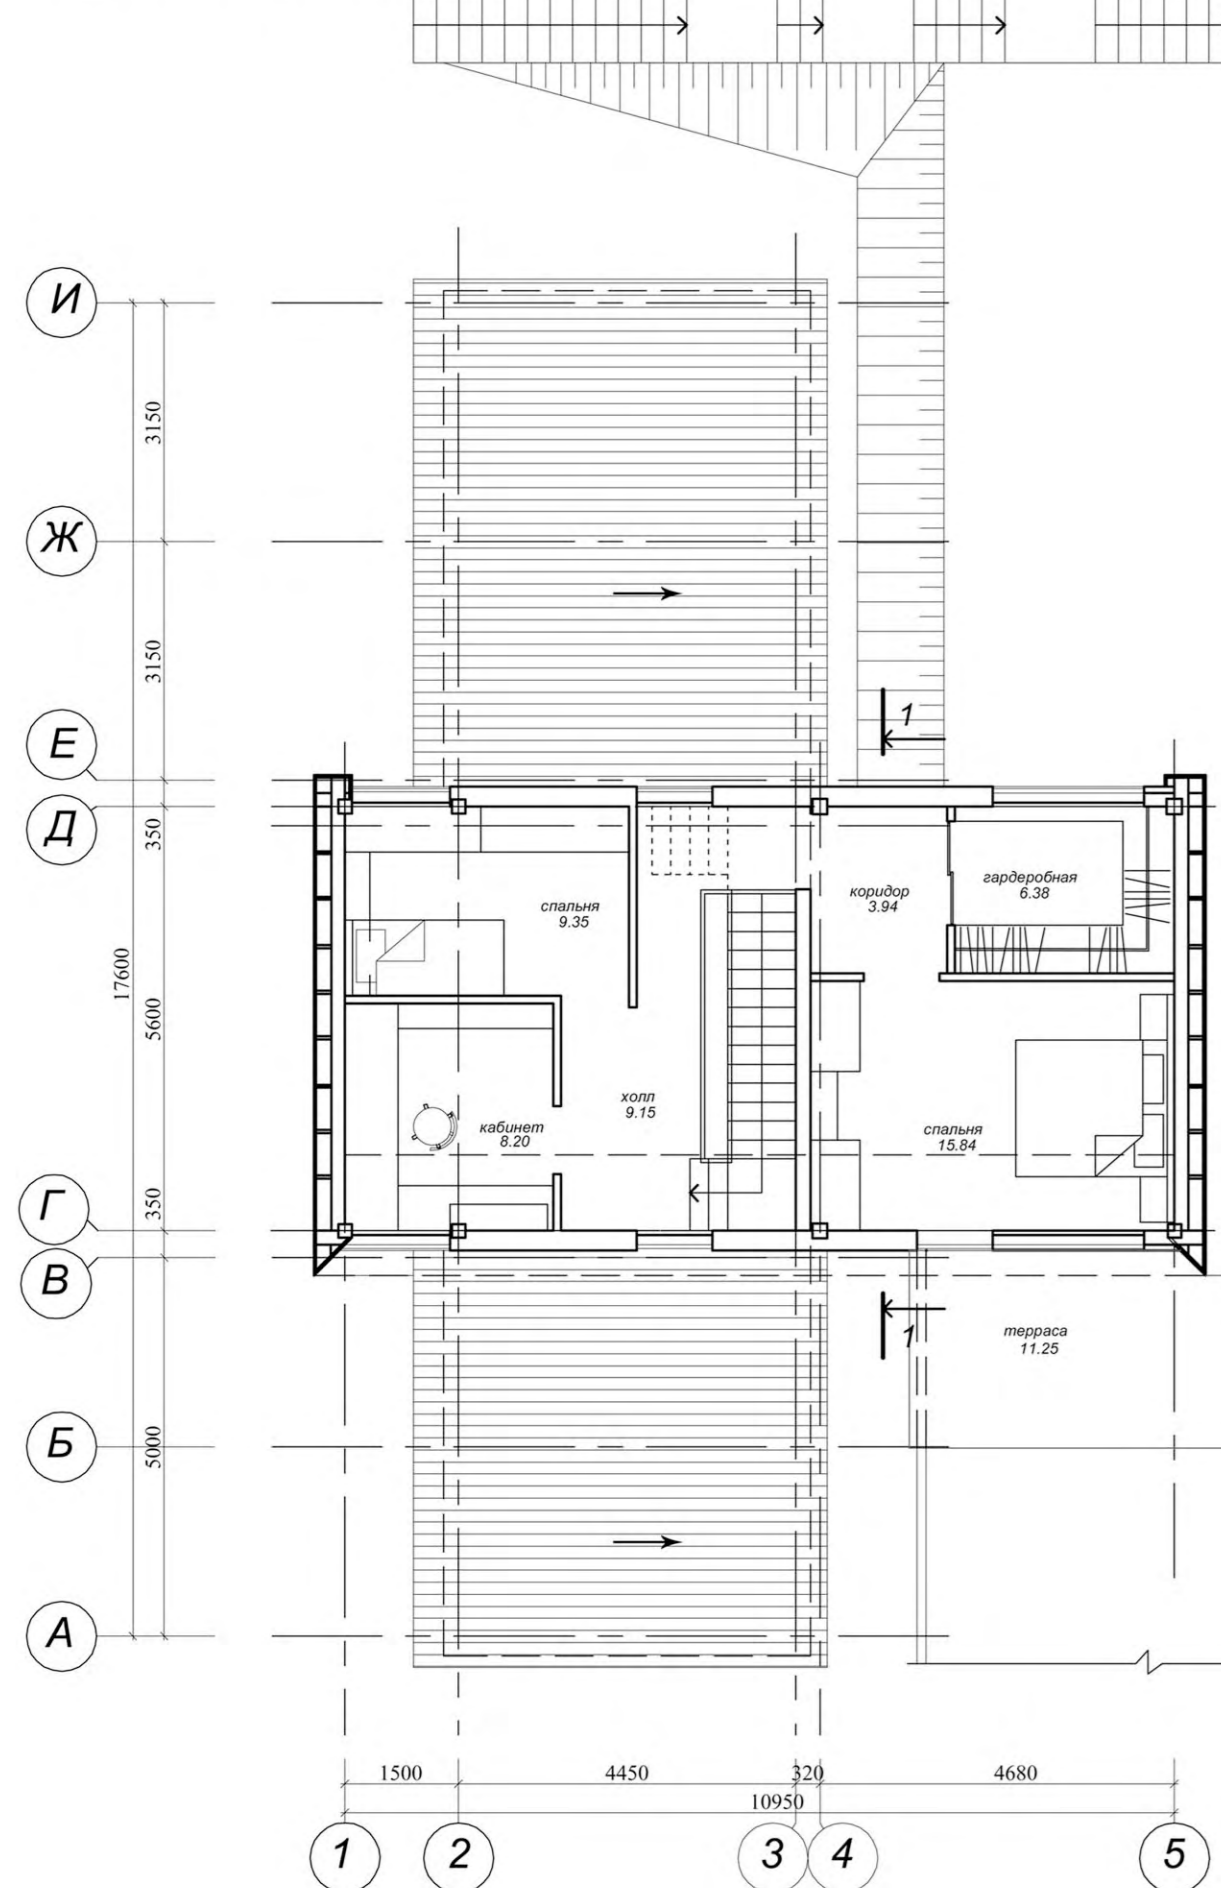 И
3150
Ж
3150
1
Е
Д
350
спальня
9.35
коридор
3.94
гардеробная
6.38
17600
5600
холл
9.15
кабинет
8.20
спальня
15.84
Г
350
В
1
терраса
11.25
Б
5000
А
1500
4450
320
4680
10950
1
2
3
4
5